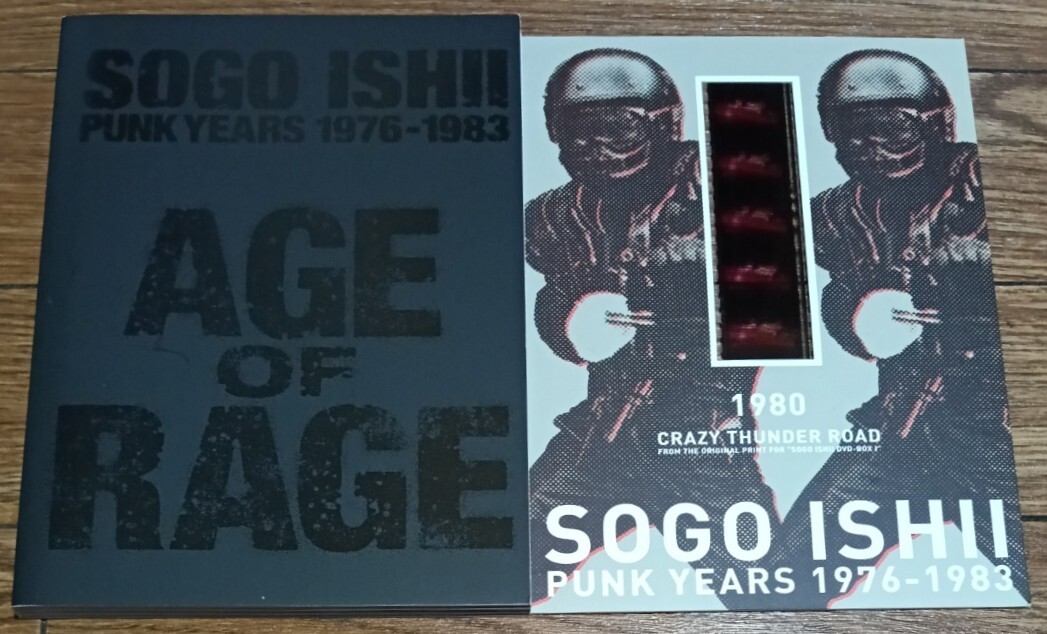 SOGO ISHII
PUNK YEARS 1976-1983
AGE
OF
RAGE
1980
CRAZY THUNDER ROAD
FROM THE ORIGINAL PRINT FOR "SOGO ISHII DVD-BOX I"
SOGO ISHII
PUNK YEARS 1976-1983